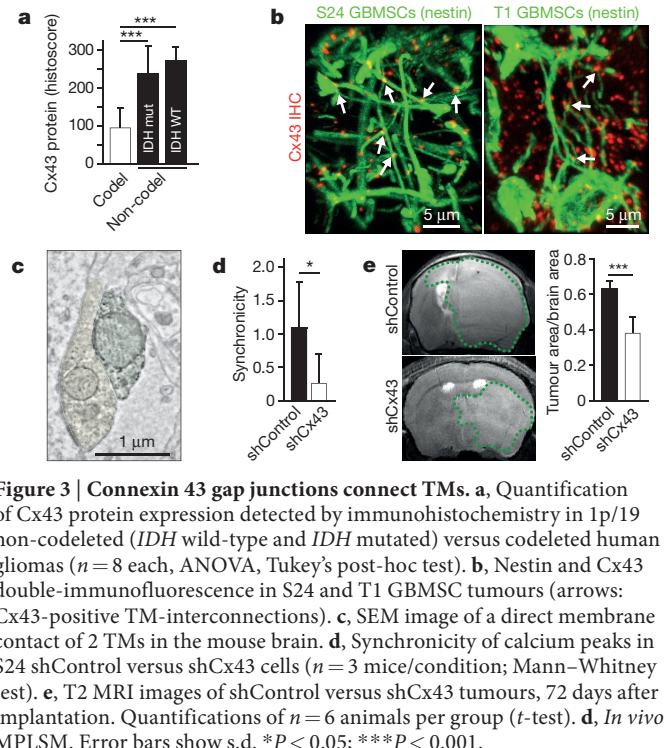 a
***
***
Cx43 protein (histoscore)
300
200
100
0
IDH mut
IDH WT
Codel
Non-codel
b
S24 GBMSCs (nestin)
T1 GBMSCs (nestin)
Cx43 IHC
5 μm
5 μm
c
1 μm
d
Synchronicity
2.0
1.5
1.0
0.5
0
*
shControl
shCx43
e
shControl
shCx43
Tumour area/brain area
0.8
0.6
0.4
0.2
0
***
shControl
shCx43
Figure 3 | Connexin 43 gap junctions connect TMs. a, Quantification
of Cx43 protein expression detected by immunohistochemistry in 1p/19
non-codeleted (IDH wild-type and IDH mutated) versus codeleted human
gliomas (n = 8 each, ANOVA, Tukey's post-hoc test). b, Nestin and Cx43
double-immunofluorescence in S24 and T1 GBMSC tumours (arrows:
Cx43-positive TM-interconnections). c, SEM image of a direct membrane
contact of 2 TMs in the mouse brain. d, Synchronicity of calcium peaks in
S24 shControl versus shCx43 cells (n = 3 mice/condition; Mann–Whitney
est). e, T2 MRI images of shControl versus shCx43 tumours, 72 days after
mplantation. Quantifications of n = 6 animals per group (t-test). d, In vivo
MPLSM. Error bars show s.d. *P < 0.05; ***P < 0.001.